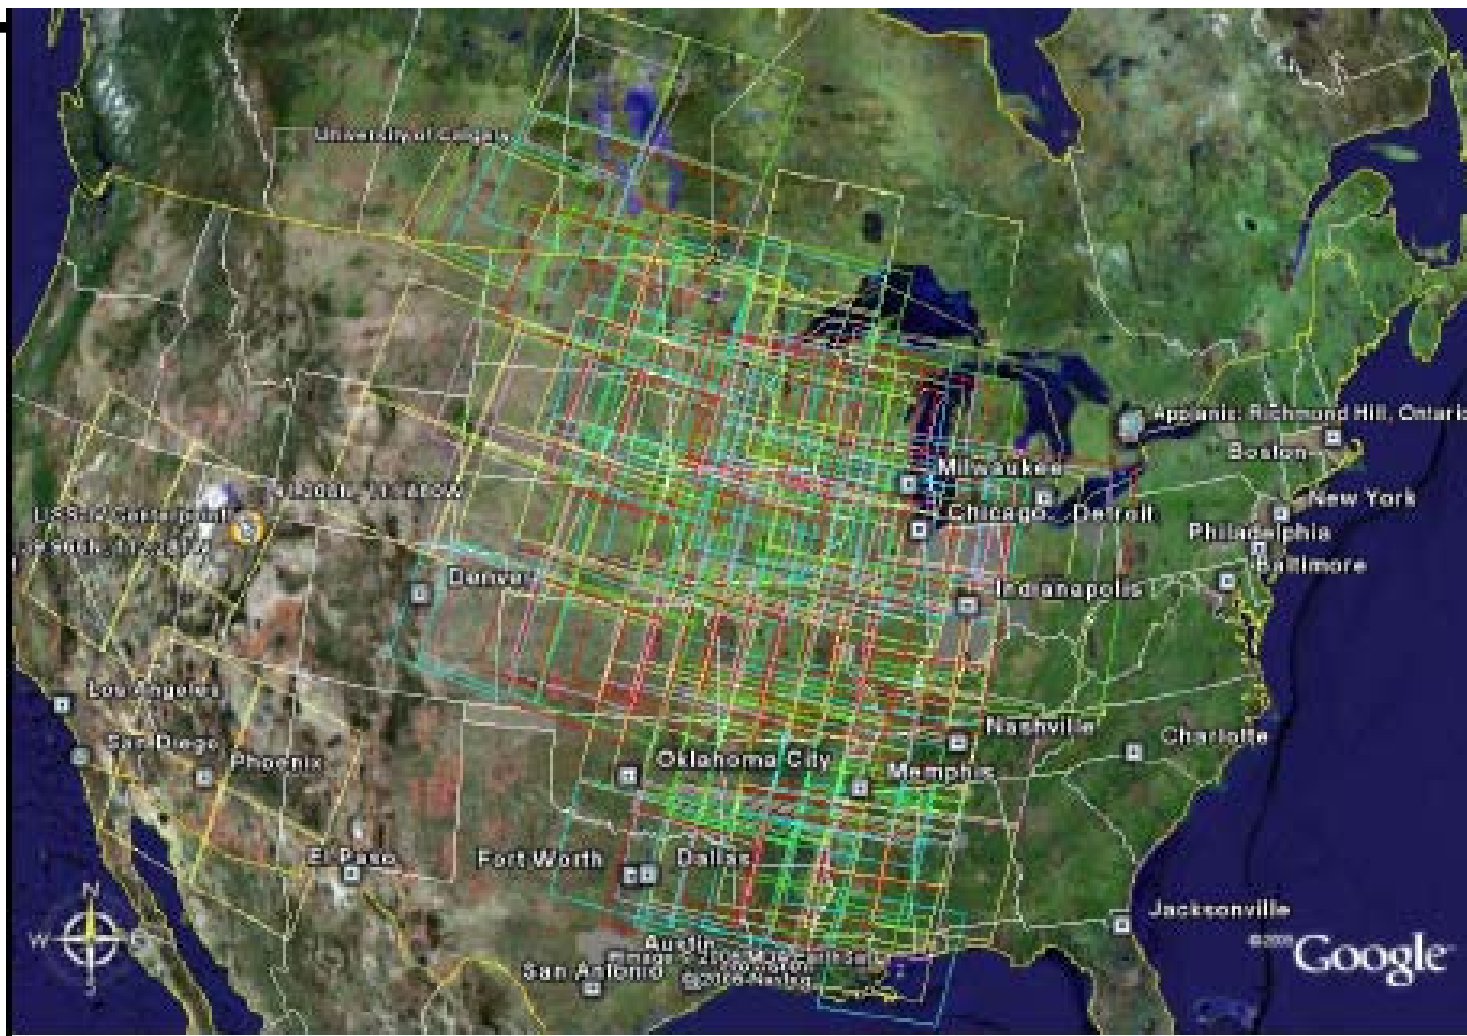 University of Calgary
Applanix: Richmond Hill, Ontario
Boston
Milwaukee
New York
Chicago
Detroit
Philadelphia
Baltimore
Denver
Indianapolis
Los Angeles
San Diego
Phoenix
Nashville
Charlotte
Oklahoma City
Memphis
El Paso
Fort Worth
Dallas
Jacksonville
N
W
Austin
San Antonio
Google